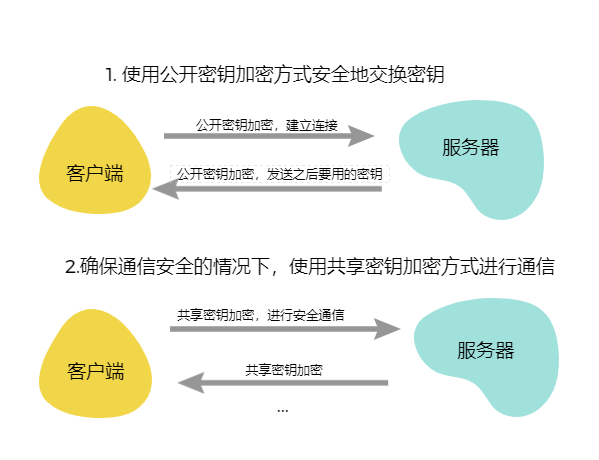 1. 使用公开密钥加密方式安全地交换密钥
公开密钥加密，建立连接
客户端
服务器
公开密钥加密，发送之后要用的密钥
2.确保通信安全的情况下，使用共享密钥加密方式进行通信
共享密钥加密，进行安全通信
客户端
服务器
共享密钥加密
...